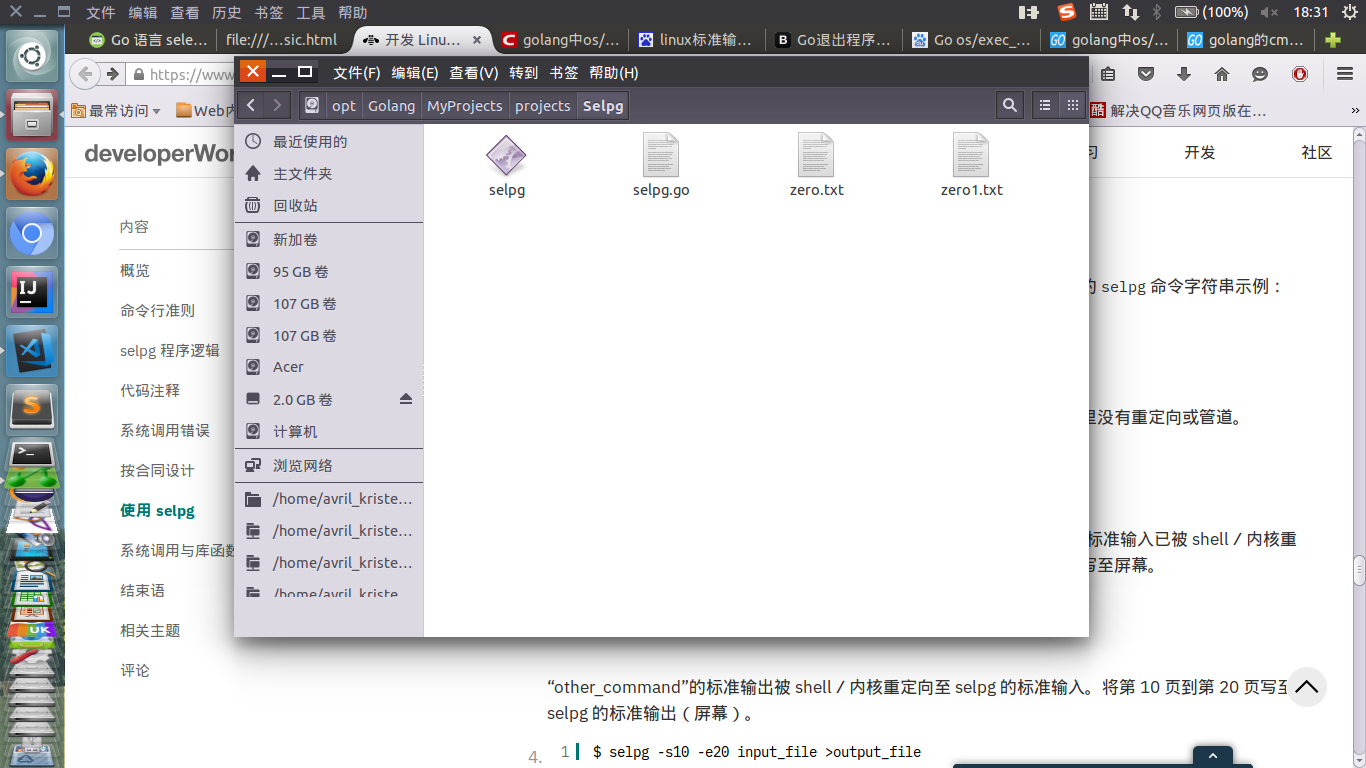 文件 编辑 查看 历史 书签 工具 帮助 (100%) 18:31
Go 语言 sele... file:///...sic.html 开发 Linu... golang中os/... linux标准输... Go退出程序... Go os/exec_... golang中os/... golang的cm...
https://www
最常访问 Web 解决QQ音乐网页版在...
文件(F) 编辑(E) 查看(V) 转到 书签 帮助(H)
opt Golang MyProjects projects Selpg
最近使用的
主文件夹
回收站
新加卷
95 GB 卷
107 GB 卷
107 GB 卷
Acer
2.0 GB 卷
计算机
浏览网络
/home/avril_kriste...
/home/avril_kriste...
/home/avril_kriste...
/home/avril_kriste
selpg selpg.go zero.txt zero1.txt
developerWor
开发 社区
内容
概览
命令行准则
selpg 程序逻辑
代码注释
系统调用错误
按合同设计
使用 selpg
系统调用与库函数
结束语
相关主题
评论
的 selpg 命令字符串示例：
里没有重定向或管道。
标准输入已被 shell／内核重
写至屏幕。
“other_command”的标准输出被 shell／内核重定向至 selpg 的标准输入。将第 10 页到第 20 页写至
selpg 的标准输出（屏幕）。
4. 1 $ selpg -s10 -e20 input_file >output_file